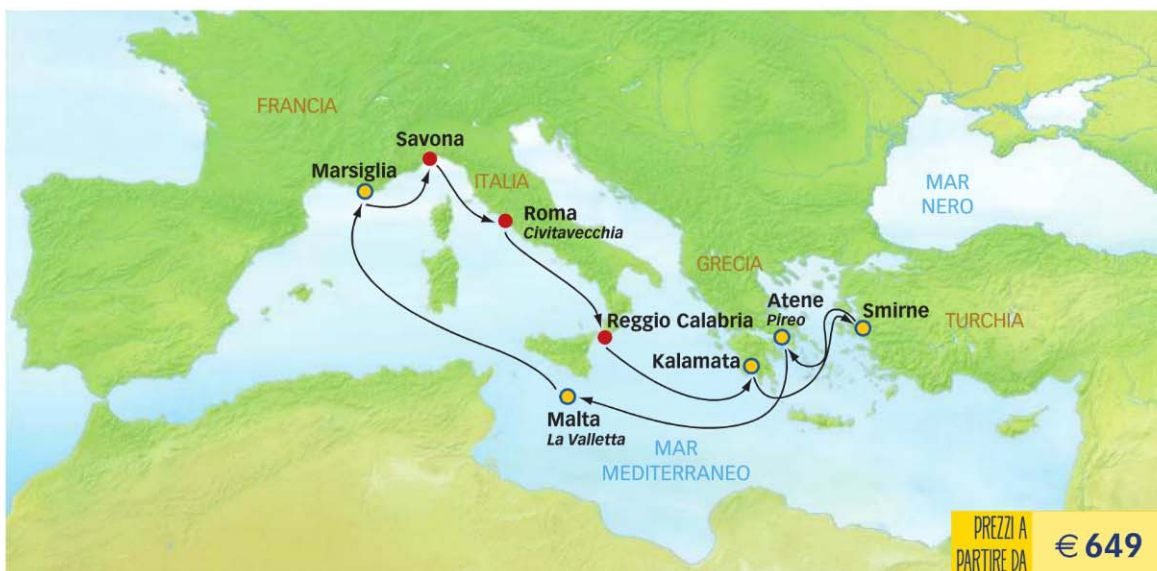 FRANCIA
Savona
Marsiglia
ITALIA
Roma
Civitavecchia
MAR
NERO
GRECIA
Atene
Pireo
Smirne
TURCHIA
Reggio Calabria
Kalamata
Malta
La Valletta
MAR
MEDITERRANEO
PREZZI A
PARTIRE DA
€ 649